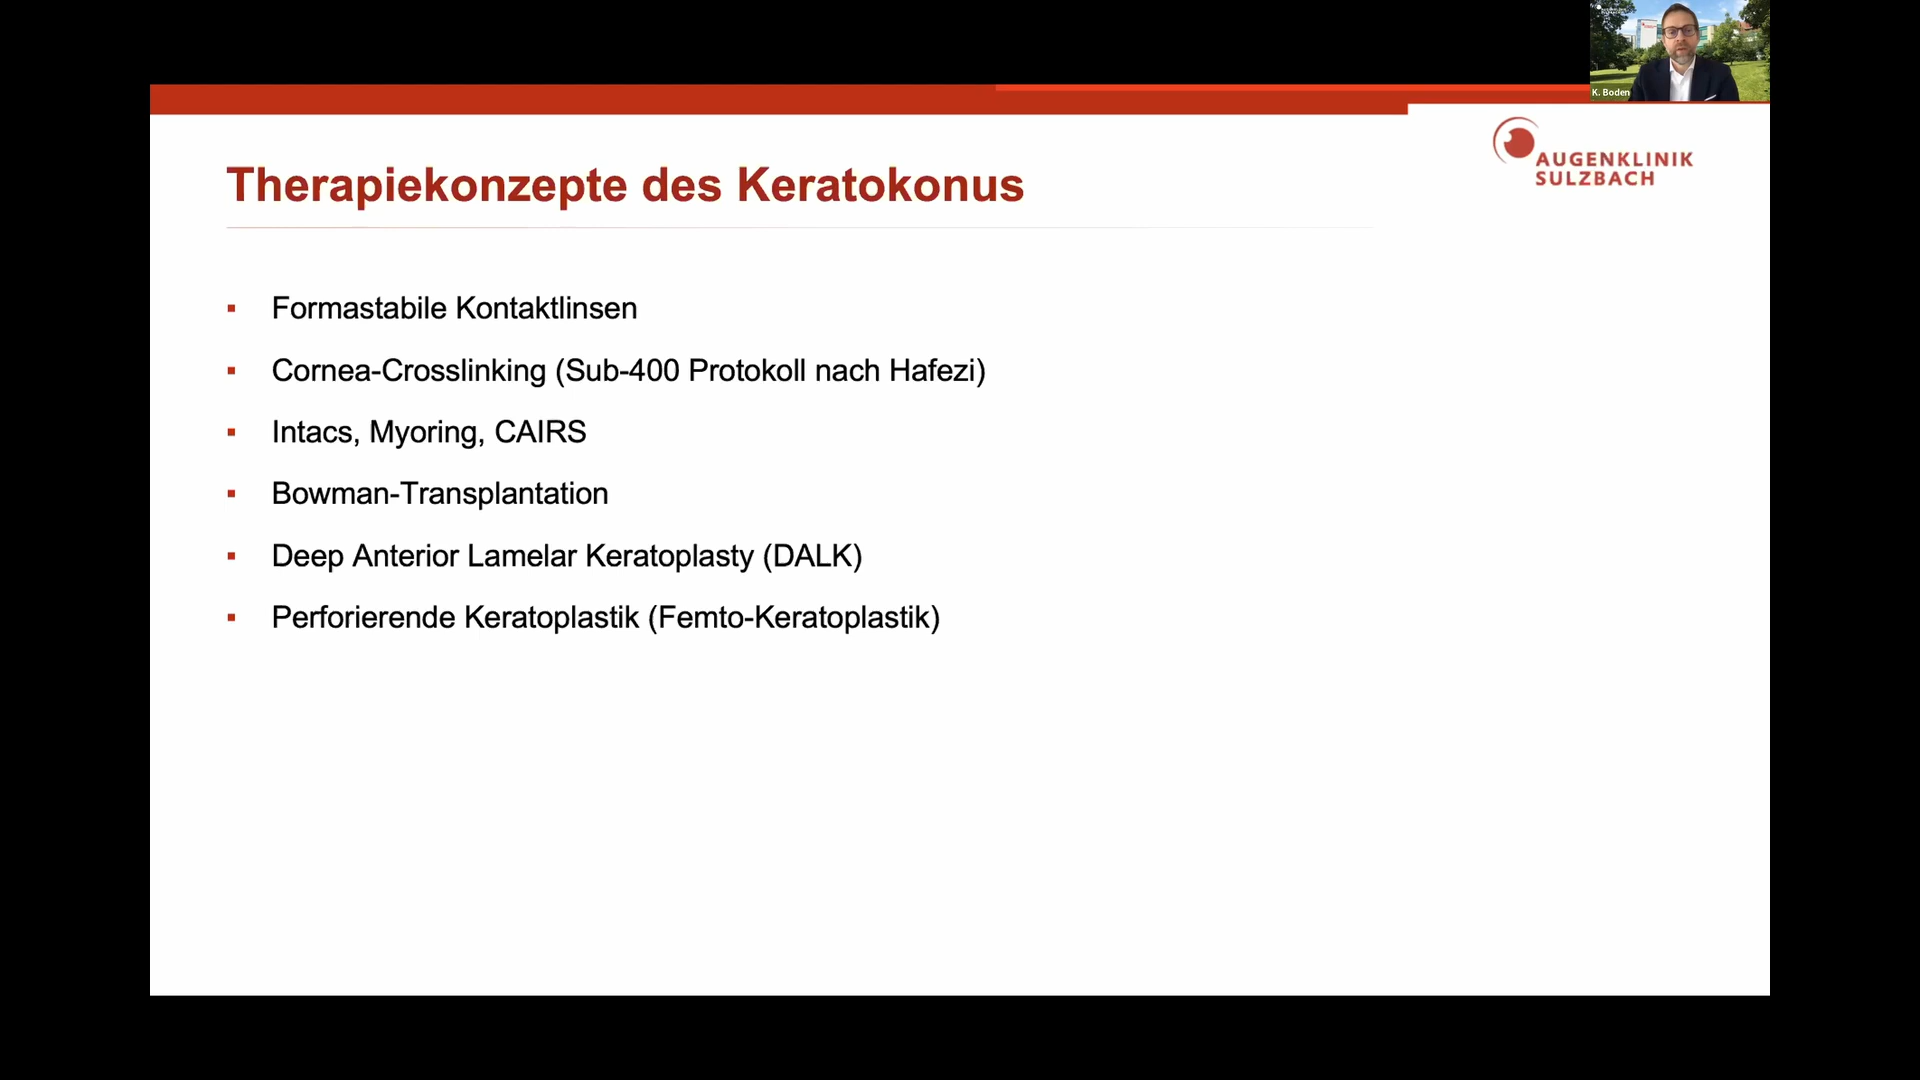 K. Boden
AUGENKLINIK
SULZBACH
Therapiekonzepte des Keratokonus
Formastabile Kontaktlinsen
Cornea-Crosslinking (Sub-400 Protokoll nach Hafezi)
Intacs, Myoring, CAIRS
Bowman-Transplantation
Deep Anterior Lamelar Keratoplasty (DALK)
Perforierende Keratoplastik (Femto-Keratoplastik)